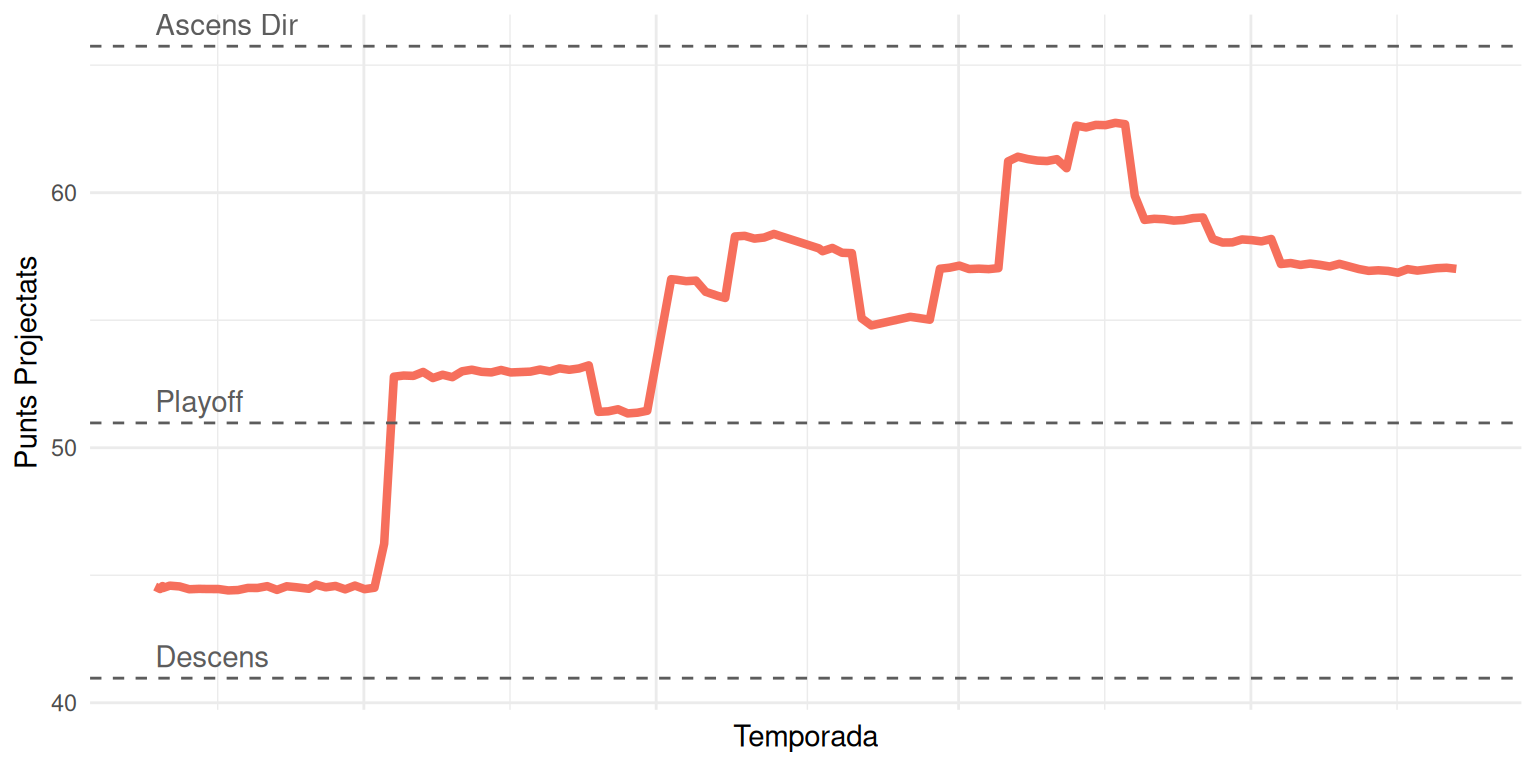 Ascens Dir
60
Punts Projectats
Playoff
50
Descens
40
Temporada